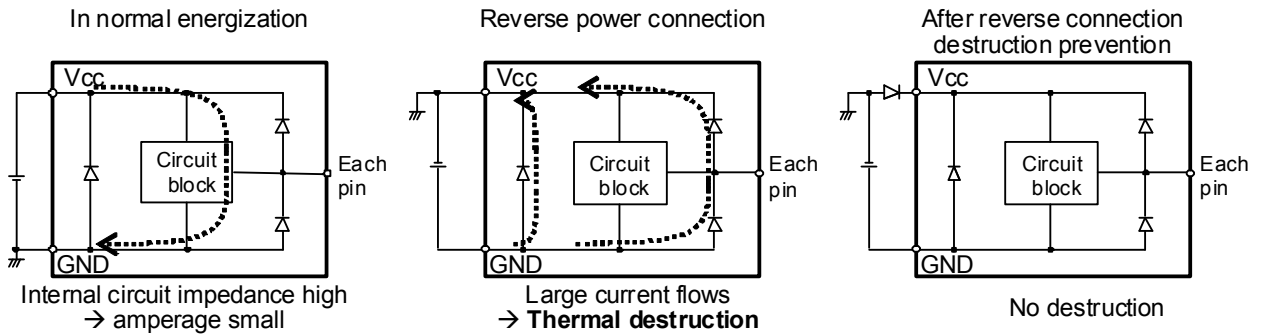 In normal energization
Vcc
Circuit
block
Each
pin
GND
Internal circuit impedance high
→ amperage small
Reverse power connection
Vcc
Circuit
block
Each
pin
GND
Large current flows
→ Thermal destruction
After reverse connection
destruction prevention
Vcc
Circuit
block
Each
pin
GND
No destruction